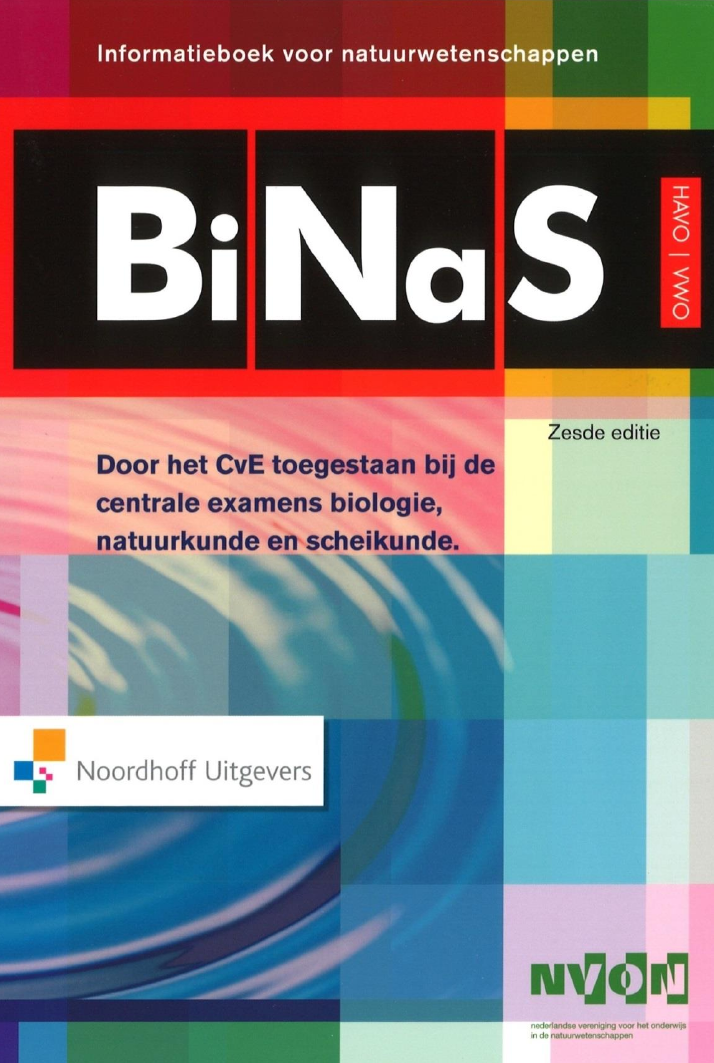 Informatieboek voor natuurwetenschappen
BiNaS
HAVO | VWO
Zesde editie
Door het CvE toegestaan bij de
centrale examens biologie,
natuurkunde en scheikunde.
Noordhoff Uitgevers
NVON
nederlandse vereniging voor het onderwijs
in de natuurwetenschappen